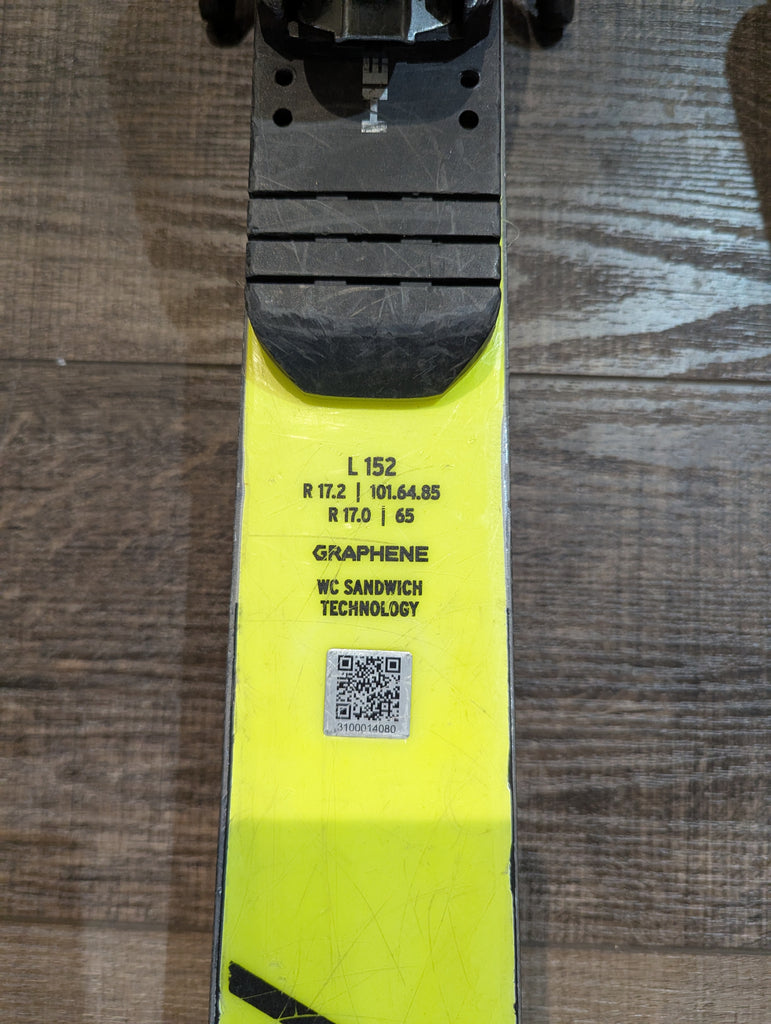 L 152
R 17.2 | 101.64.85
R 17.0 | 65
GRAPHENE
WC SANDWICH
TECHNOLOGY
3100014080